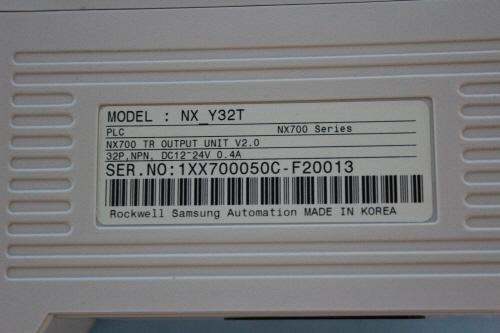 MODEL : NX_Y32T
PLC NX700 Series
NX700 TR OUTPUT UNIT V2.0
32P,NPN, DC12~24V 0.4A
SER.NO:1XX700050C-F20013
Rockwell Samsung Automation MADE IN KOREA